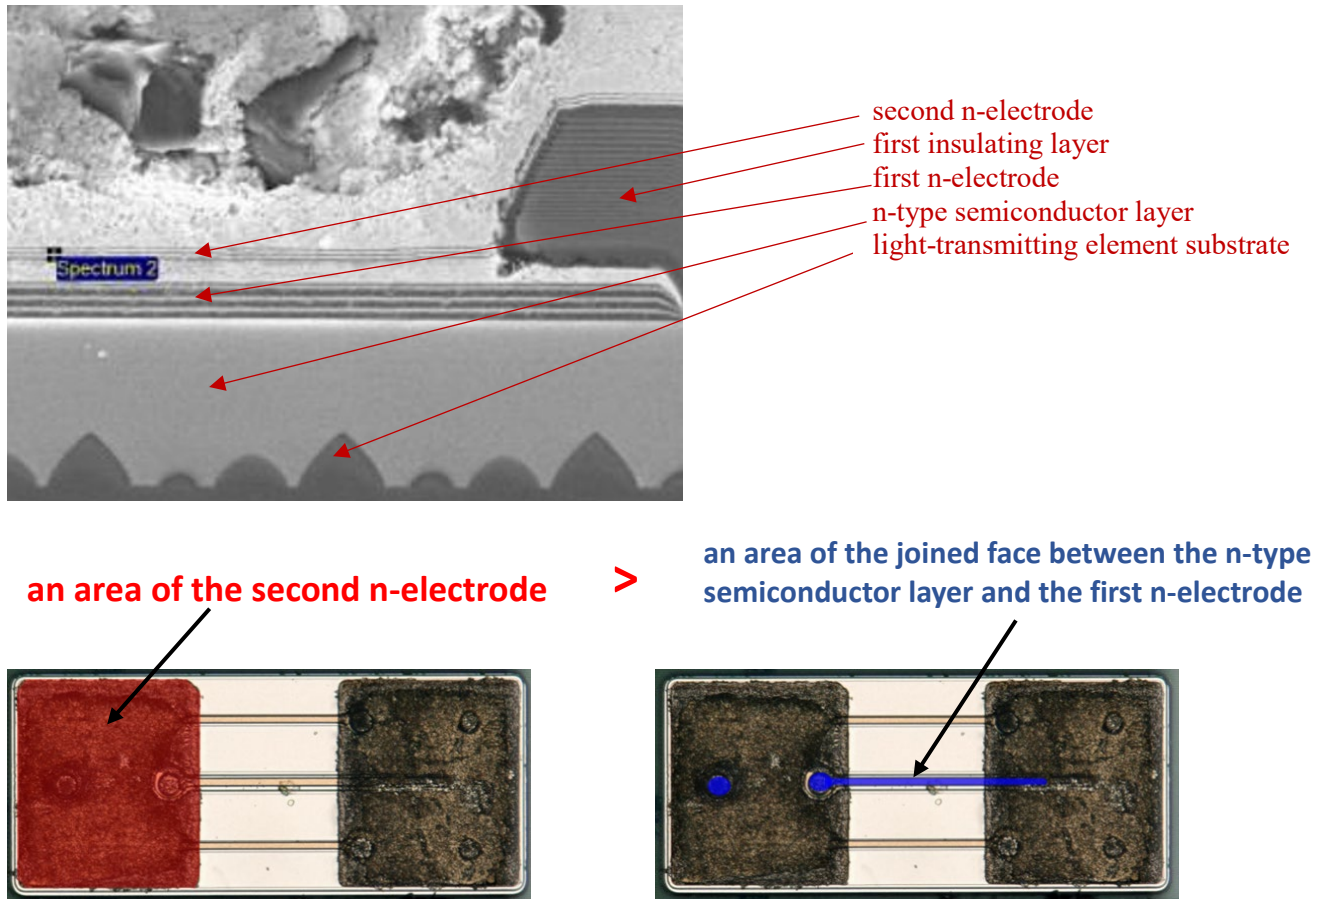 second n-electrode
first insulating layer
first n-electrode
n-type semiconductor layer
light-transmitting element substrate
Spectrum 2
an area of the second n-electrode
>
an area of the joined face between the n-type
semiconductor layer and the first n-electrode